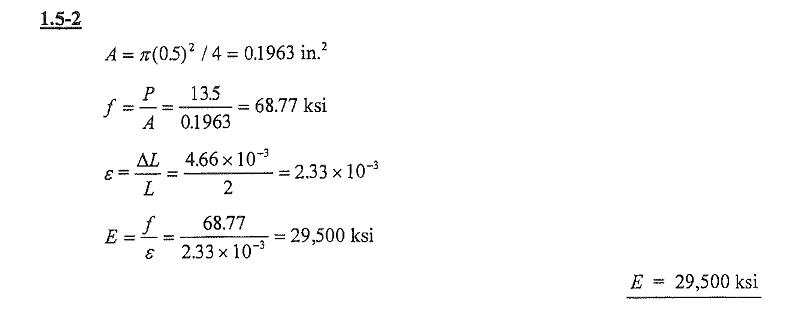 1.5-2
A = π(0.5)² / 4 = 0.1963 in.²
f = P/A = 13.5/0.1963 = 68.77 ksi
ε = ΔL/L = 4.66 × 10⁻³/2 = 2.33 × 10⁻³
E = f/ε = 68.77/2.33 × 10⁻³ = 29,500 ksi
E = 29,500 ksi